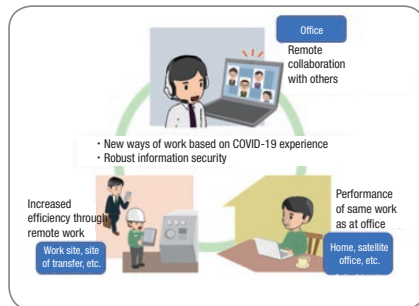 Office
Remote
collaboration
with others
・New ways of work based on COVID-19 experience
・Robust information security
Increased
efficiency through
remote work
Work site, site
of transfer, etc.
Performance
of same work
as at office
Home, satellite
office, etc.